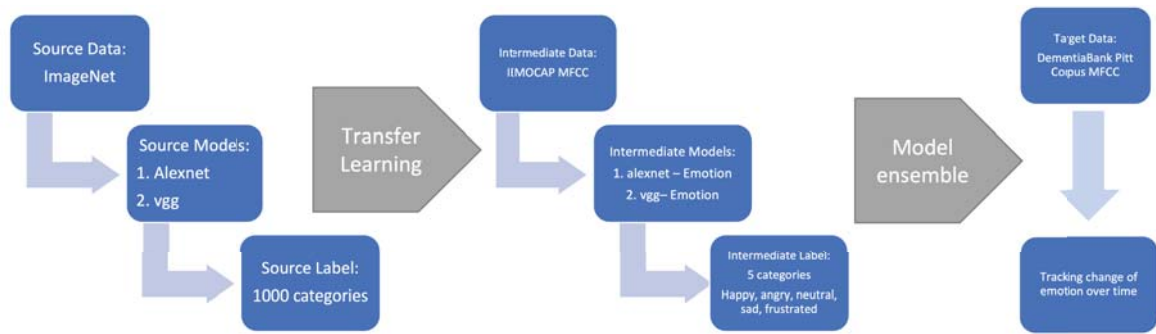 Source Data:
ImageNet
Source Models:
1. Alexnet
2. vgg
Source Label:
1000 categories
Transfer
Learning
Intermediate Data:
IIMOCAP MFCC
Intermediate Models:
1. alexnet – Emotion
2. vgg– Emotion
Intermediate Label:
5 categories
Happy, angry, neutral,
sad, frustrated
Model
ensemble
Target Data:
DementiaBank Pitt
Corpus MFCC
Tracking change of
emotion over time